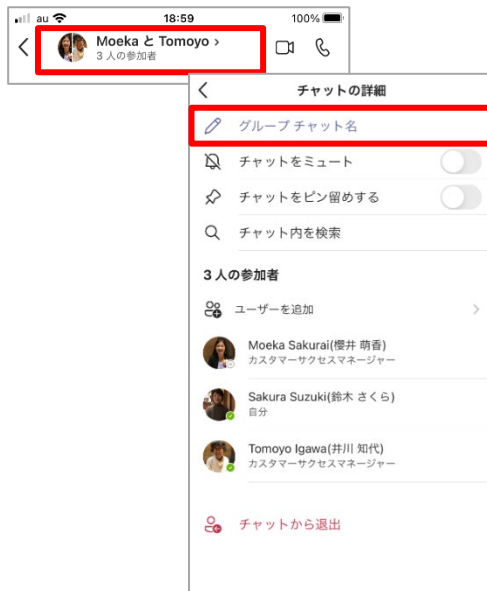 au 18:59 100%
Moeka と Tomoyo ›
3 人の参加者
チャットの詳細
グループ チャット名
チャットをミュート
チャットをピン留めする
チャット内を検索
3 人の参加者
ユーザーを追加
Moeka Sakurai(櫻井 萌香)
カスタマーサクセスマネージャー
Sakura Suzuki(鈴木 さくら)
自分
Tomoyo Igawa(井川 知代)
カスタマーサクセスマネージャー
チャットから退出